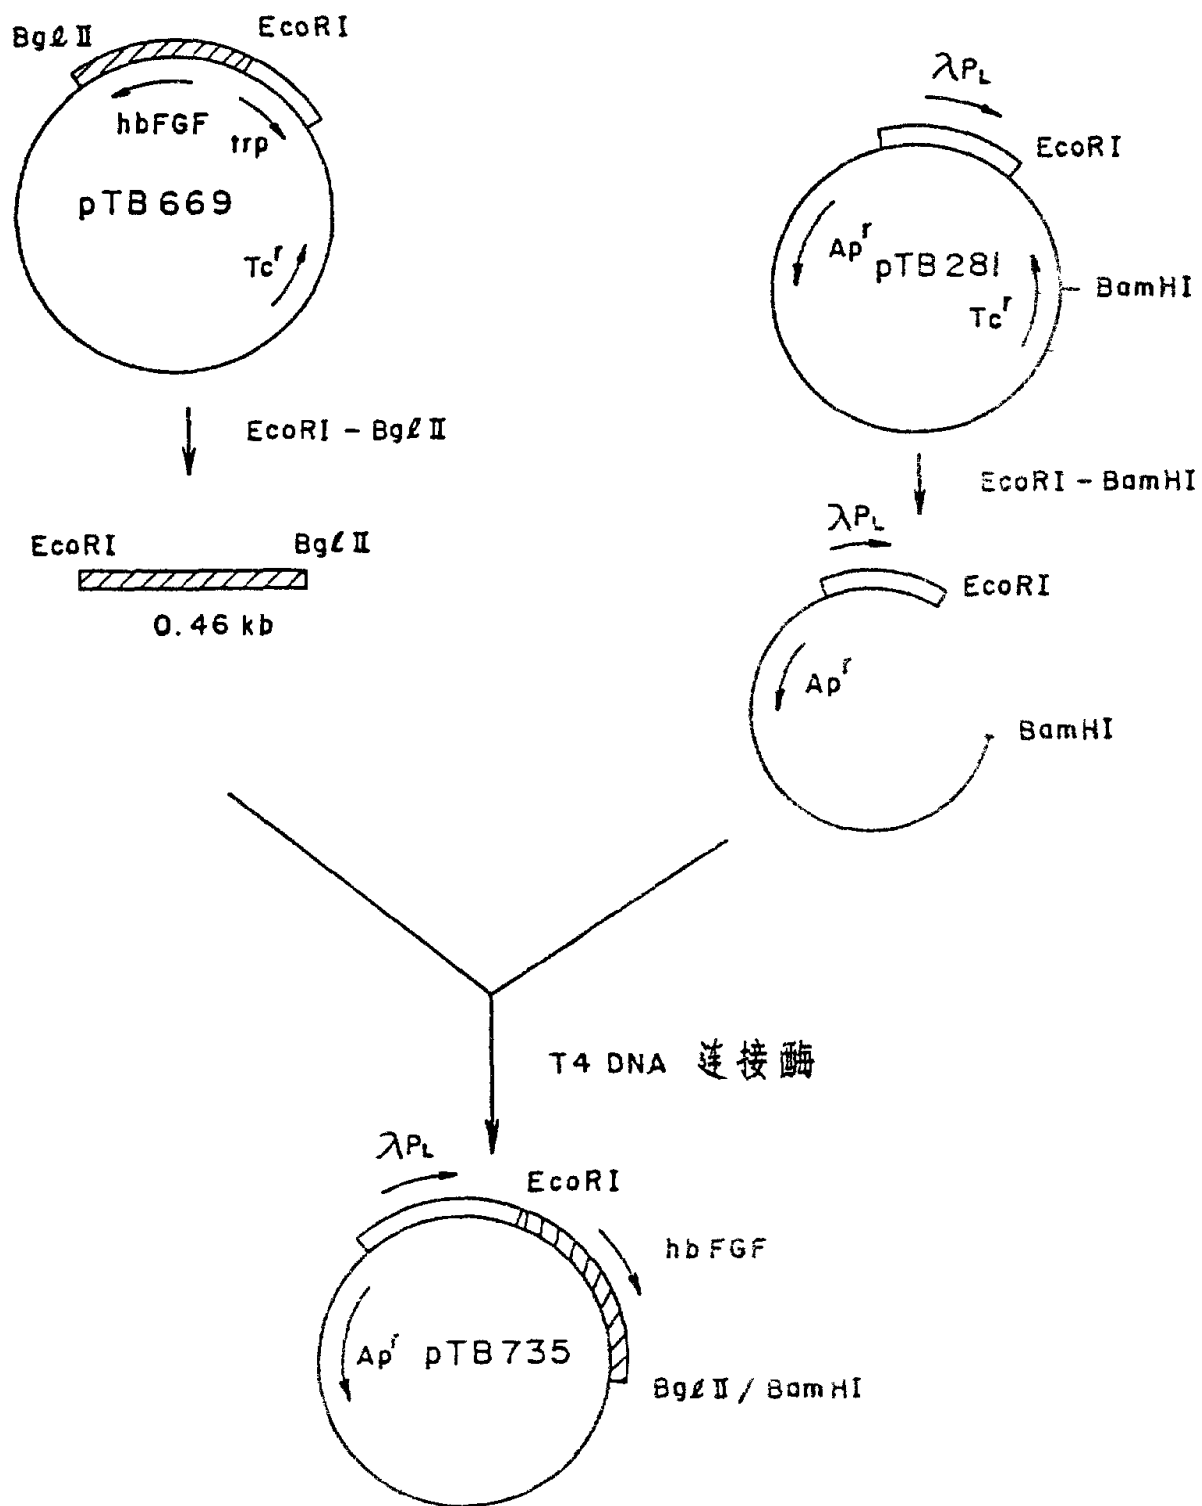 BglII
EcoRI
hbFGF
trp
pTB669
Tcʳ
EcoRI - BglII
EcoRI
BglII
0.46 kb
λPL
EcoRI
Apʳ
pTB281
BamHI
Tcʳ
EcoRI - BamHI
λPL
EcoRI
Apʳ
BamHI
T4 DNA 连接酶
λPL
EcoRI
hbFGF
Apʳ
pTB735
BglII / BamHI